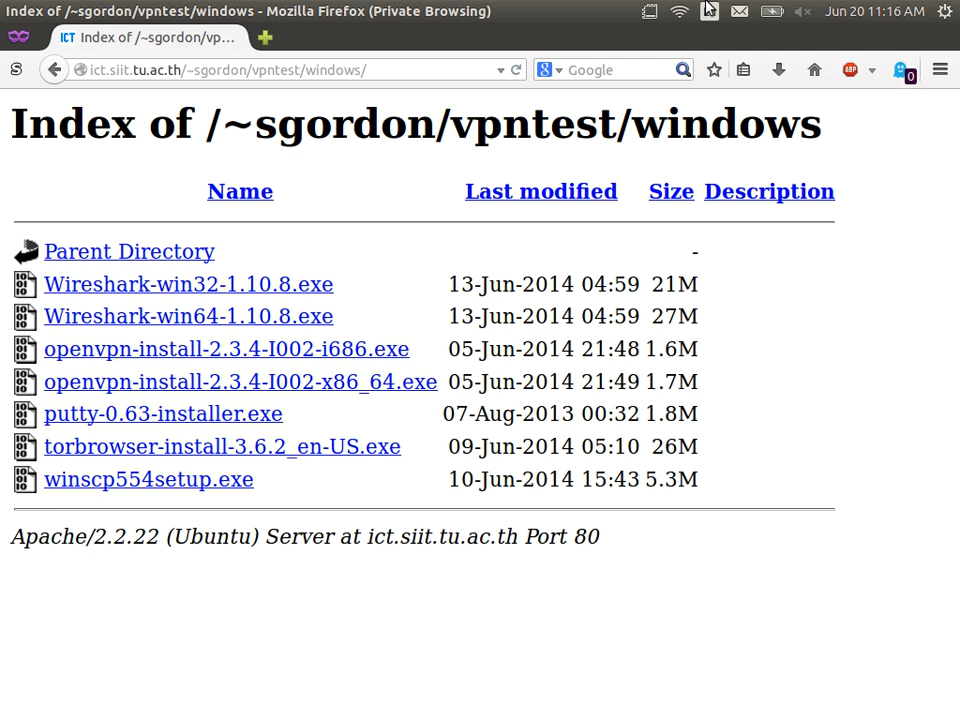 Index of /~sgordon/vpntest/windows - Mozilla Firefox (Private Browsing)
Jun 20 11:16 AM
ICT Index of /~sgordon/vp...
S
ict.siit.tu.ac.th/~sgordon/vpntest/windows/
8 Google
ABP
0
Index of /~sgordon/vpntest/windows
Name Last modified Size Description
Parent Directory -
Wireshark-win32-1.10.8.exe 13-Jun-2014 04:59 21M
Wireshark-win64-1.10.8.exe 13-Jun-2014 04:59 27M
openvpn-install-2.3.4-I002-i686.exe 05-Jun-2014 21:48 1.6M
openvpn-install-2.3.4-I002-x86_64.exe 05-Jun-2014 21:49 1.7M
putty-0.63-installer.exe 07-Aug-2013 00:32 1.8M
torbrowser-install-3.6.2_en-US.exe 09-Jun-2014 05:10 26M
winscp554setup.exe 10-Jun-2014 15:43 5.3M
Apache/2.2.22 (Ubuntu) Server at ict.siit.tu.ac.th Port 80